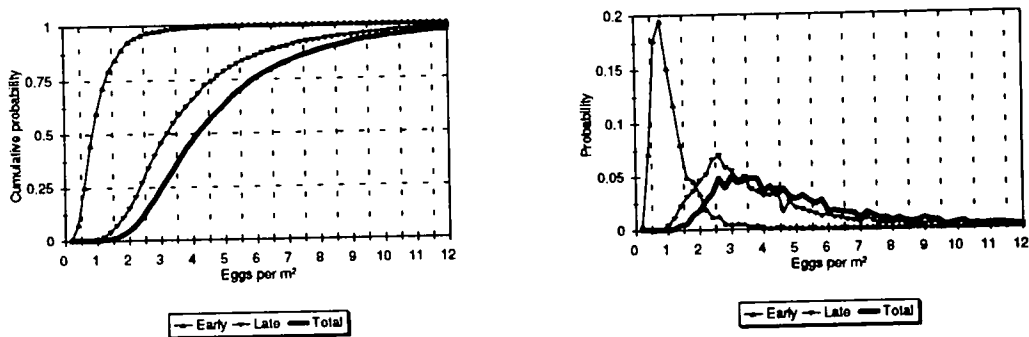 Cumulative probability
1
0.75
0.5
0.25
0
0 1 2 3 4 5 6 7 8 9 10 11 12
Eggs per m²
Early Late Total
Probability
0.2
0.15
0.1
0.05
0
0 1 2 3 4 5 6 7 8 9 10 11 12
Eggs per m²
Early Late Total